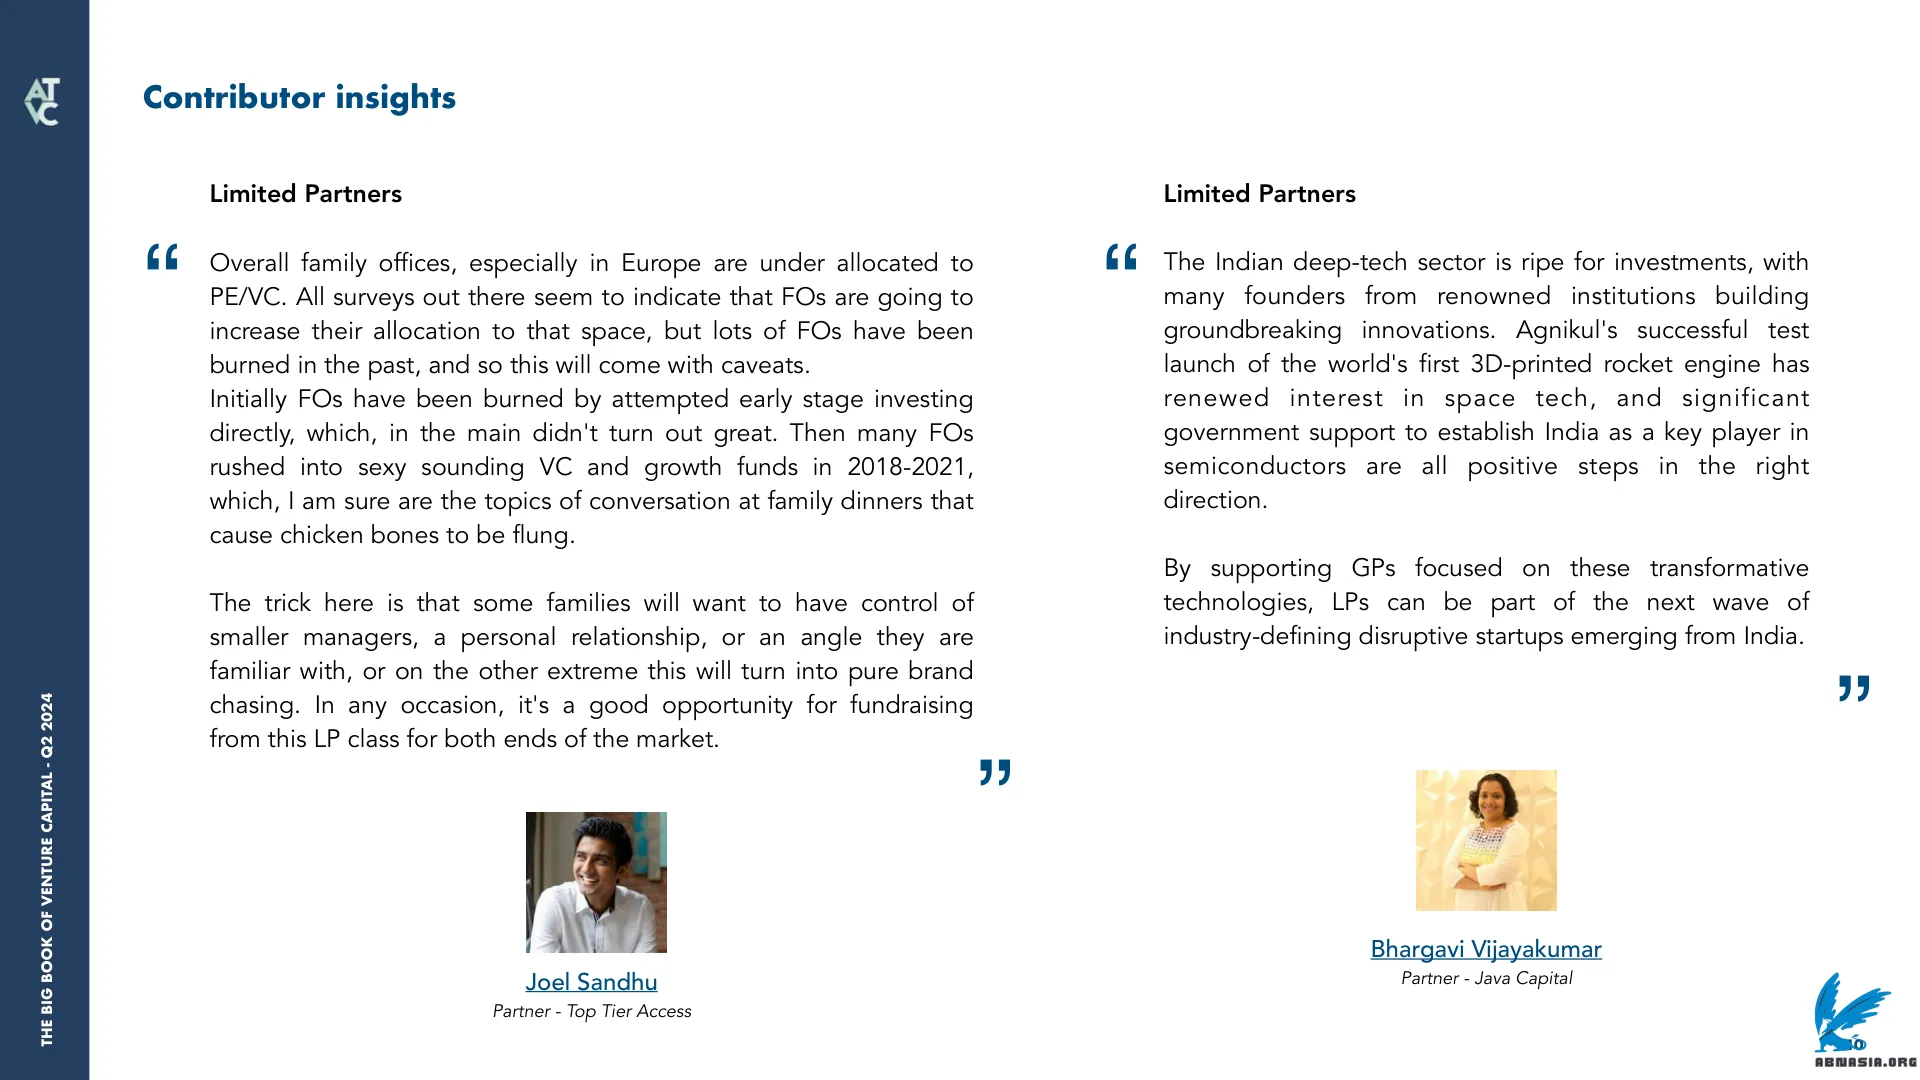 AT
VC
THE BIG BOOK OF VENTURE CAPITAL - Q2 2024
Contributor insights
Limited Partners
“
Overall family offices, especially in Europe are under allocated to
PE/VC. All surveys out there seem to indicate that FOs are going to
increase their allocation to that space, but lots of FOs have been
burned in the past, and so this will come with caveats.
Initially FOs have been burned by attempted early stage investing
directly, which, in the main didn't turn out great. Then many FOs
rushed into sexy sounding VC and growth funds in 2018-2021,
which, I am sure are the topics of conversation at family dinners that
cause chicken bones to be flung.
The trick here is that some families will want to have control of
smaller managers, a personal relationship, or an angle they are
familiar with, or on the other extreme this will turn into pure brand
chasing. In any occasion, it's a good opportunity for fundraising
from this LP class for both ends of the market.
”
Joel Sandhu
Partner - Top Tier Access
Limited Partners
“
The Indian deep-tech sector is ripe for investments, with
many founders from renowned institutions building
groundbreaking innovations. Agnikul's successful test
launch of the world's first 3D-printed rocket engine has
renewed interest in space tech, and significant
government support to establish India as a key player in
semiconductors are all positive steps in the right
direction.
By supporting GPs focused on these transformative
technologies, LPs can be part of the next wave of
industry-defining disruptive startups emerging from India.
”
Bhargavi Vijayakumar
Partner - Java Capital
ABNASIA.ORG